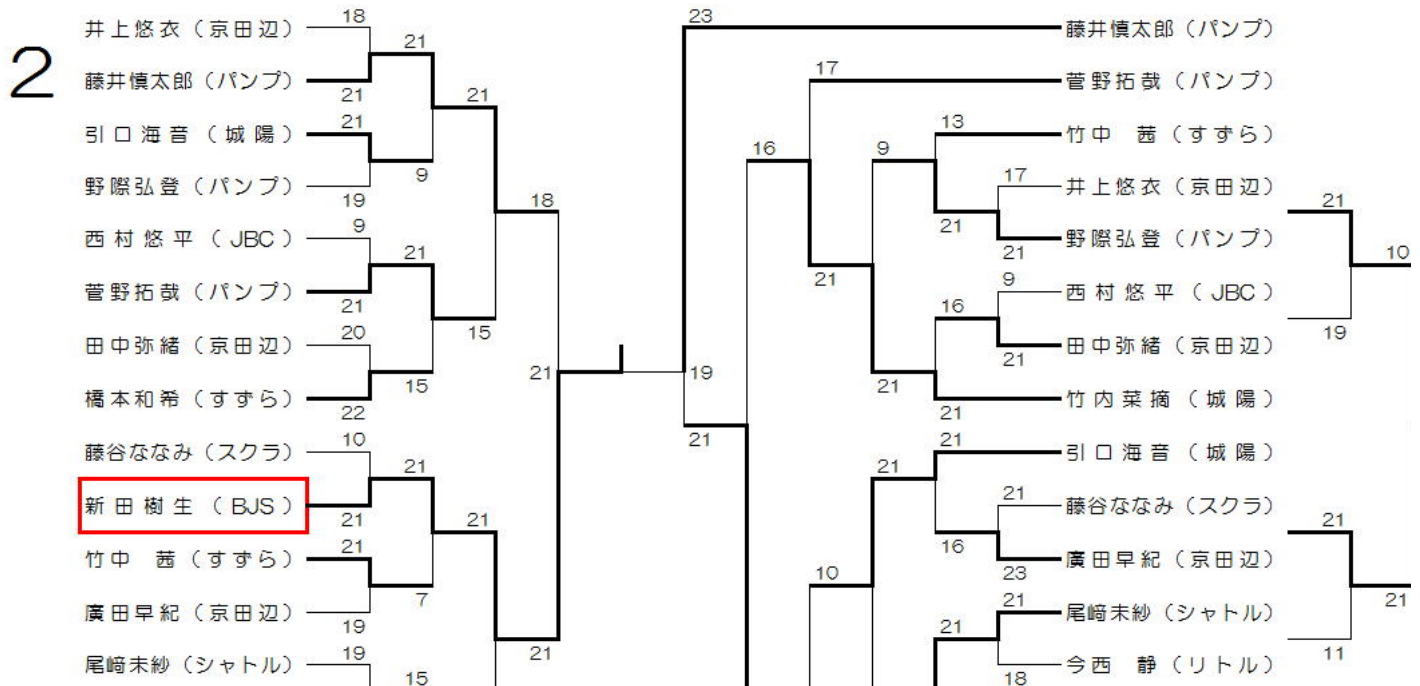 2
18
井上悠衣（京田辺）
21
藤井慎太郎（パンプ）
21
21
21
引口海音（城陽）
9
野際弘登（パンプ）
19
18
9
西村悠平（JBC）
21
菅野拓哉（パンプ）
21
20
15
田中弥緒（京田辺）
15
21
橋本和希（すずら）
22
10
藤谷ななみ（スクラ）
21
新田樹生（BJS）
21
21
21
竹中 茜（すずら）
7
廣田早紀（京田辺）
19
21
19
尾﨑未紗（シャトル）
15
23
藤井慎太郎（パンプ）
17
菅野拓哉（パンプ）
13
竹中 茜（すずら）
16
9
17
井上悠衣（京田辺）
21
21
野際弘登（パンプ）
21
10
21
9
西村悠平（JBC）
16
19
田中弥緒（京田辺）
21
19
21
竹内菜摘（城陽）
21
21
21
引口海音（城陽）
21
21
藤谷ななみ（スクラ）
21
16
廣田早紀（京田辺）
23
10
21
21
尾﨑未紗（シャトル）
21
11
今西 静（リトル）
18